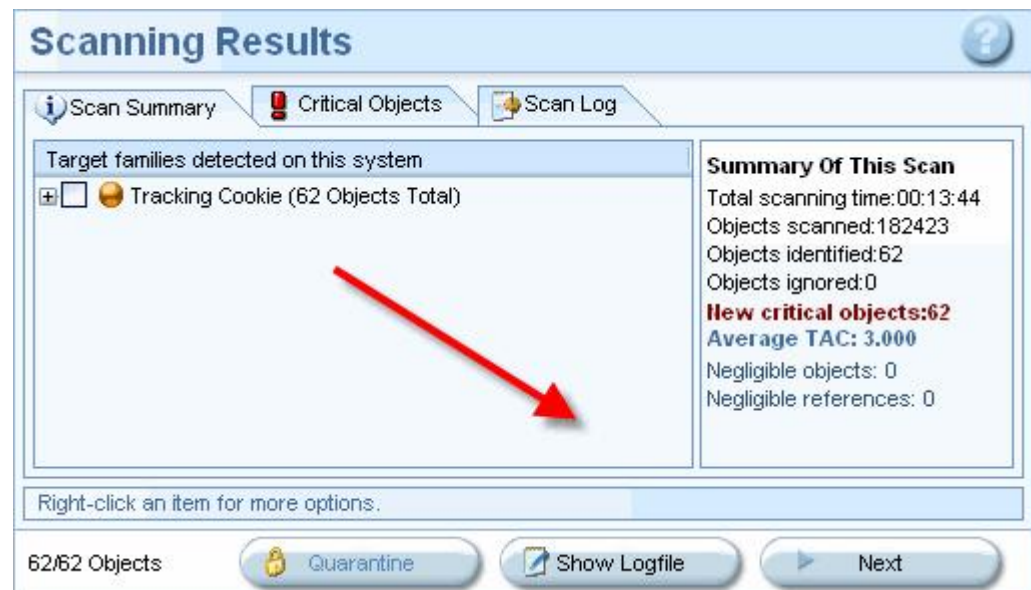 Scanning Results
?
Scan Summary
Critical Objects
Scan Log
Target families detected on this system
Tracking Cookie (62 Objects Total)
Summary Of This Scan
Total scanning time:00:13:44
Objects scanned:182423
Objects identified:62
Objects ignored:0
New critical objects:62
Average TAC: 3.000
Negligible objects: 0
Negligible references: 0
Right-click an item for more options.
62/62 Objects
Quarantine
Show Logfile
Next